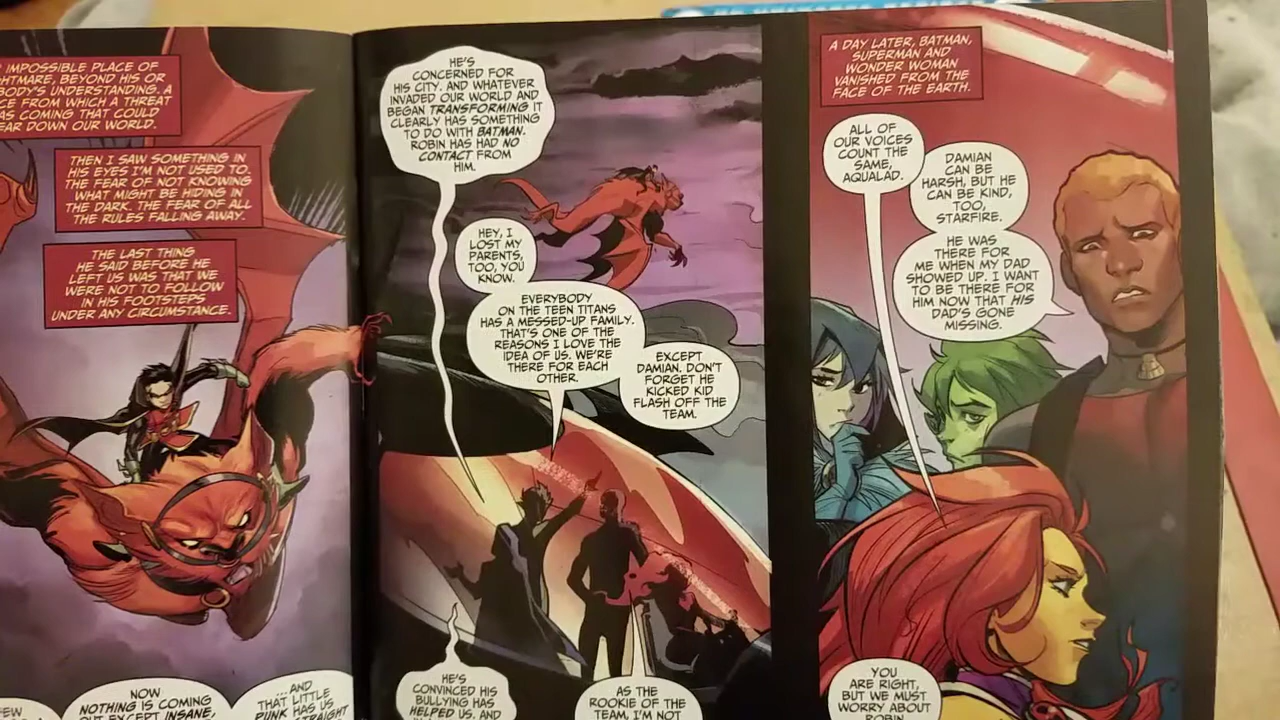 IMPOSSIBLE PLACE OF
BEYOND HIS OR
UNDERSTANDING. A
FROM WHICH A THREAT
COMING THAT COULD
DOWN OUR WORLD.
THEN I SAW SOMETHING IN
HIS EYES I'M NOT USED TO.
THE FEAR OF NOT KNOWING
WHAT MIGHT BE HIDING IN
THE DARK. THE FEAR OF ALL
THE RULES FALLING AWAY.
THE LAST THING
HE SAID BEFORE HE
LEFT US WAS THAT WE
WERE NOT TO FOLLOW
IN HIS FOOTSTEPS
UNDER ANY CIRCUMSTANCE.
NOW
NOTHING IS COMING
OUT EXCEPT INSANE,
...AND
THAT LITTLE
PUNK HAS US
HE'S
CONCERNED FOR
HIS CITY. AND WHATEVER
INVADED OUR WORLD AND
BEGAN TRANSFORMING IT
CLEARLY HAS SOMETHING
TO DO WITH BATMAN.
ROBIN HAS HAD NO
CONTACT FROM
HIM.
HEY, I
LOST MY
PARENTS,
TOO, YOU
KNOW.
EVERYBODY
ON THE TEEN TITANS
HAS A MESSED-UP FAMILY.
THAT'S ONE OF THE
REASONS I LOVE THE
IDEA OF US. WE'RE
THERE FOR EACH
OTHER.
EXCEPT
DAMIAN. DON'T
FORGET HE
KICKED KID
FLASH OFF THE
TEAM.
HE'S
CONVINCED HIS
BULLYING HAS
HELPED US, AND
AS THE
ROOKIE OF THE
TEAM, I'M NOT
A DAY LATER, BATMAN,
SUPERMAN AND
WONDER WOMAN
VANISHED FROM THE
FACE OF THE EARTH.
ALL OF
OUR VOICES
COUNT THE
SAME,
AQUALAD.
DAMIAN
CAN BE
HARSH, BUT HE
CAN BE KIND,
TOO,
STARFIRE.
HE WAS
THERE FOR
ME WHEN MY DAD
SHOWED UP. I WANT
TO BE THERE FOR
HIM NOW THAT HIS
DAD'S GONE
MISSING.
YOU
ARE RIGHT,
BUT WE MUST
WORRY ABOUT
ROBIN